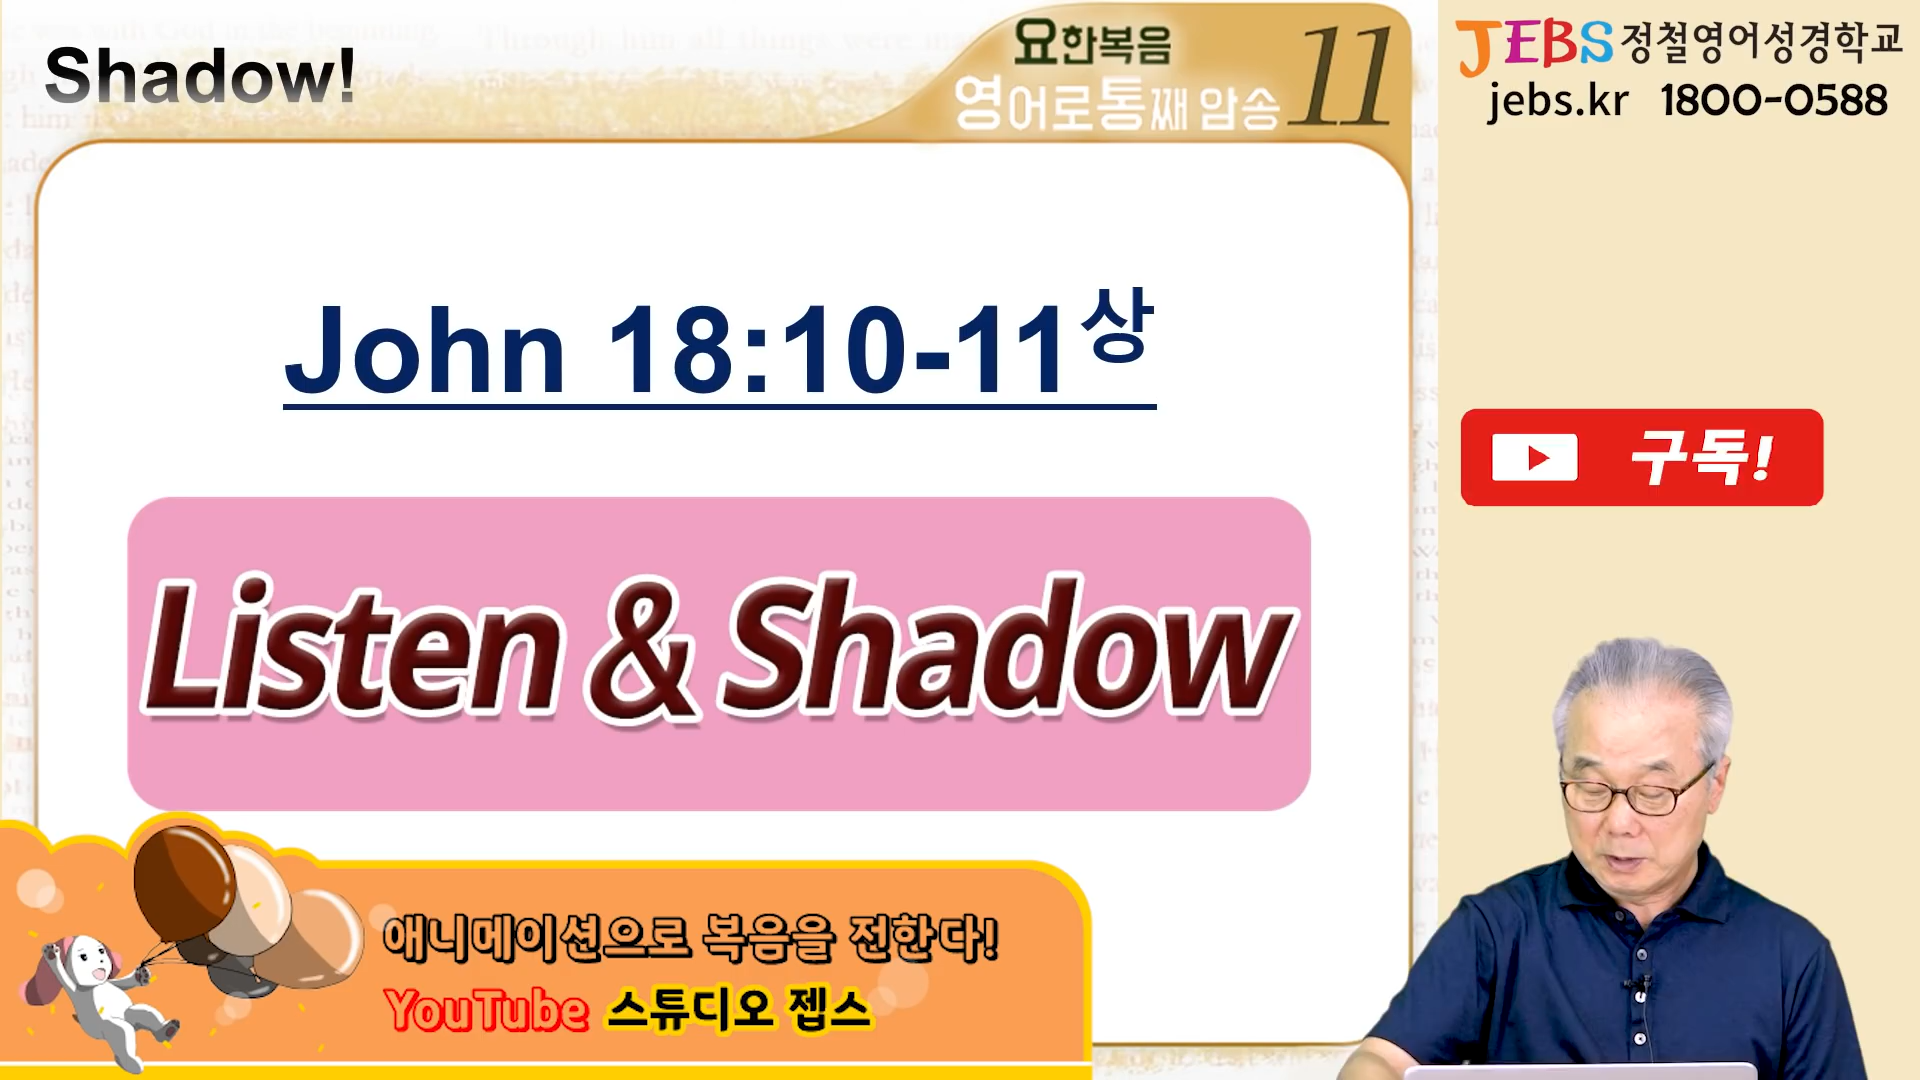 Shadow!
요한복음
영어로통째 암송 11
JEBS 정철영어성경학교
jebs.kr 1800-0588
John 18:10-11상
구독!
Listen & Shadow
애니메이션으로 복음을 전한다!
YouTube 스튜디오 젭스